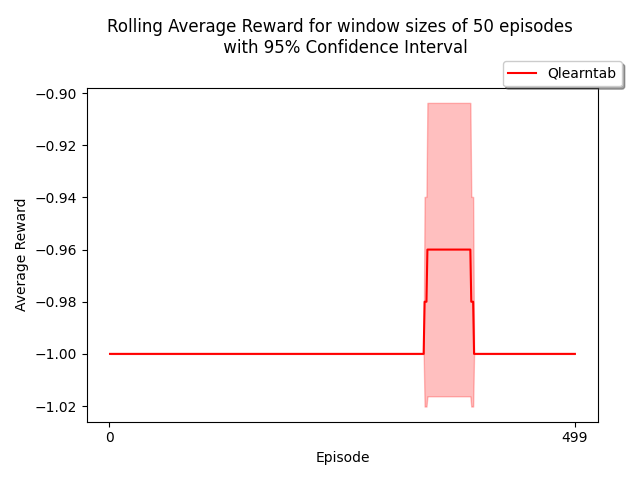 Rolling Average Reward for window sizes of 50 episodes
with 95% Confidence Interval
Qlearntab
−0.90
−0.92
−0.94
−0.96
−0.98
−1.00
−1.02
Average Reward
0
499
Episode